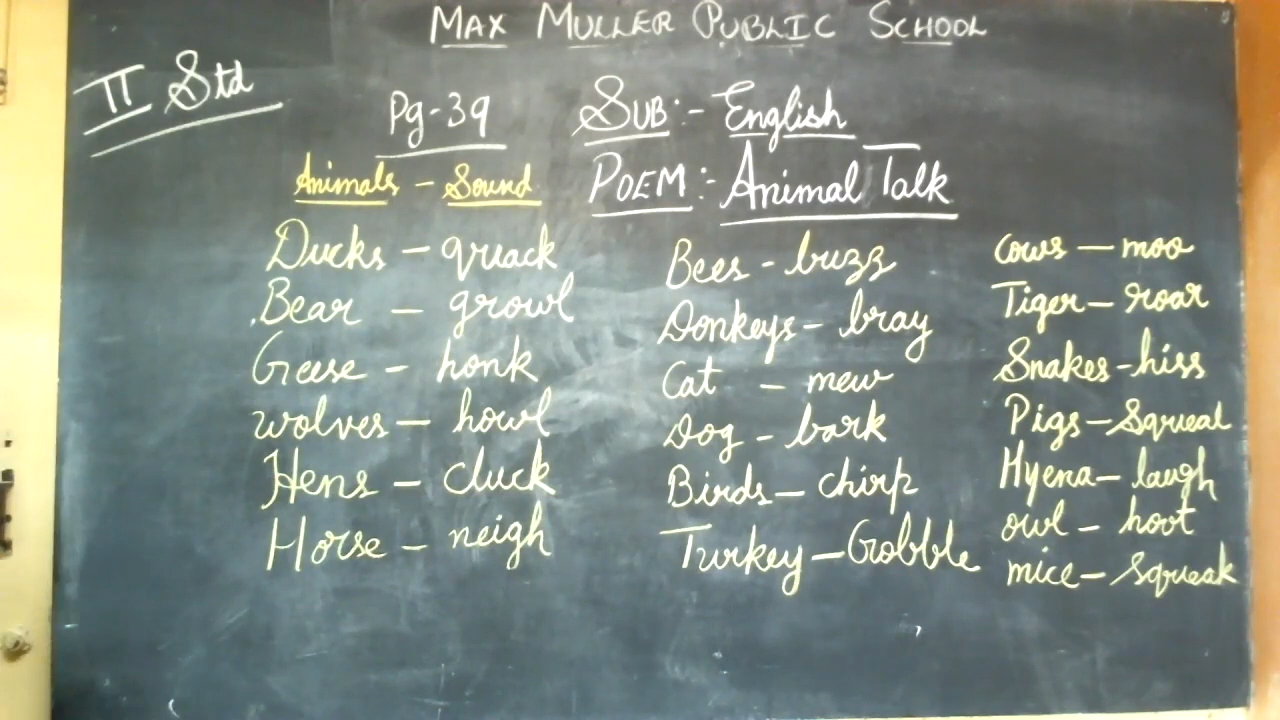 MAX MULLER PUBLIC SCHOOL
II Std
Pg-39
SUB:- English
Animals - Sound
POEM:- Animal Talk
Ducks - quack
Bear - growl
Geese - honk
wolves - howl
Hens - cluck
Horse - neigh
Bees - buzz
Donkeys - bray
Cat - mew
Dog - bark
Birds - chirp
Turkey - Gobble
cows - moo
Tiger - roar
Snakes - hiss
Pigs - Squeal
Hyena - laugh
owl - hoot
mice - Squeak